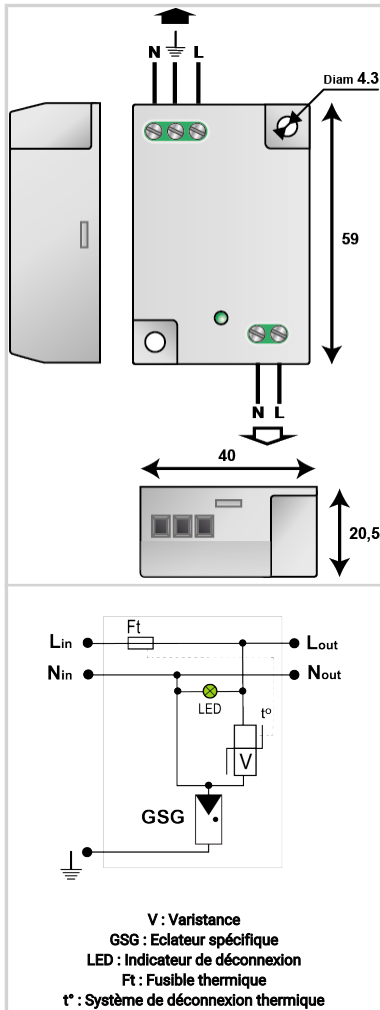 N L
Diam 4.3
59
N L
40
20,5
Ft
Lin Lout
Nin Nout
LED
t°
V
GSG
V : Varistance
GSG : Eclateur spécifique
LED : Indicateur de déconnexion
Ft : Fusible thermique
t° : Système de déconnexion thermique